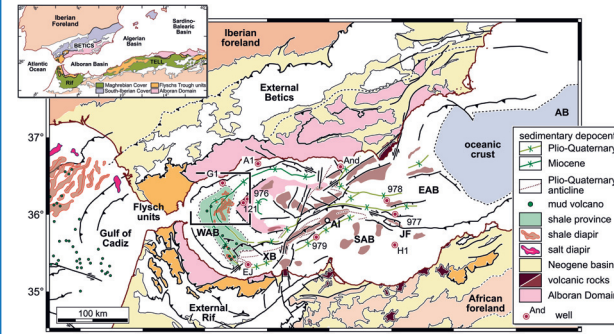 Iberian
Foreland
Sardino-
Balearic
Basin
Algerian
Basin
BETICS
Atlantic
Ocean
Alboran Basin
TELL
Rif
Maghrebian Cover
Flyschs Trough units
South-Iberian Cover
Alboran Domain
Iberian
foreland
External
Betics
AB
oceanic
crust
37°
36°
35°
A1
And
G1
976
121
978
EAB
977
Flysch
units
Gulf of
Cadiz
WAB
AI
JF
979
SAB
H1
XB
EJ
External
Rif
African
foreland
100 km
sedimentary depocent
Plio-Quaternary
Miocene
Plio-Quaternary
anticline
mud volcano
shale province
shale diapir
salt diapir
Neogene basin
volcanic rocks
Alboran Domain
And
well